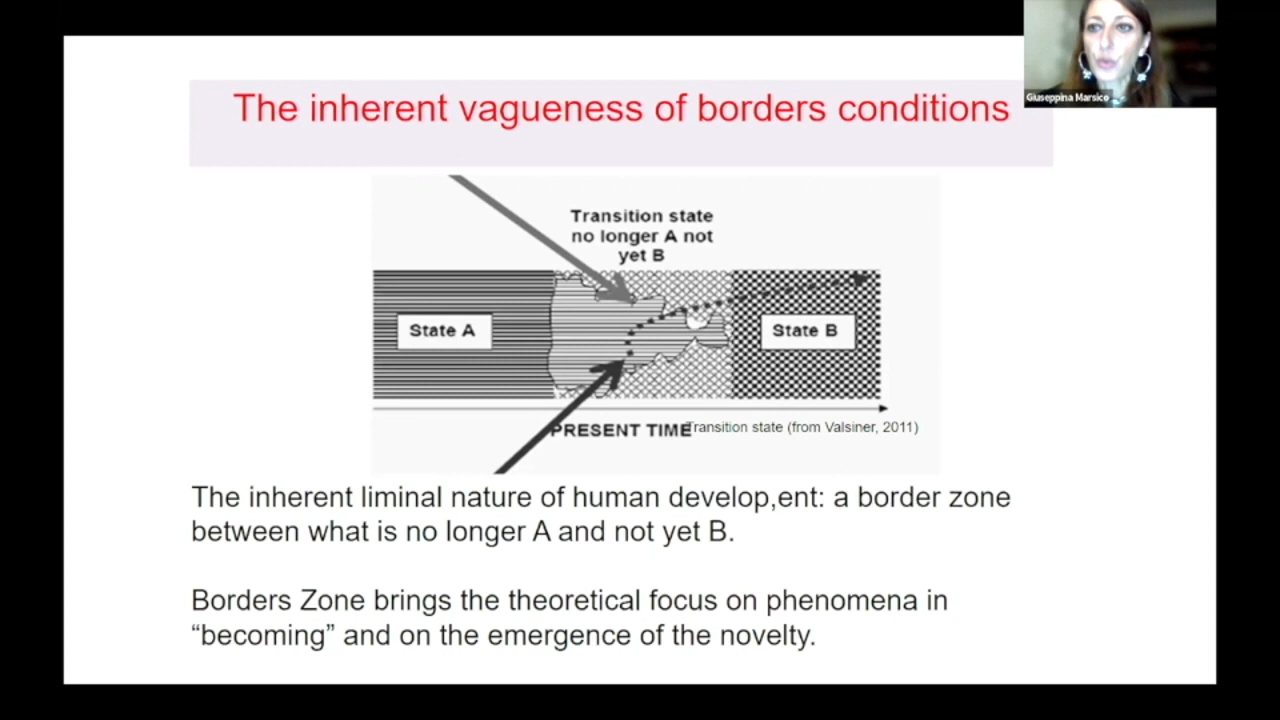 The inherent vagueness of borders conditions
Giuseppina Marsico
Transition state
no longer A not
yet B
State A
State B
PRESENT TIME
Transition state (from Valsiner, 2011)
The inherent liminal nature of human develop,ent: a border zone
between what is no longer A and not yet B.
Borders Zone brings the theoretical focus on phenomena in
“becoming” and on the emergence of the novelty.